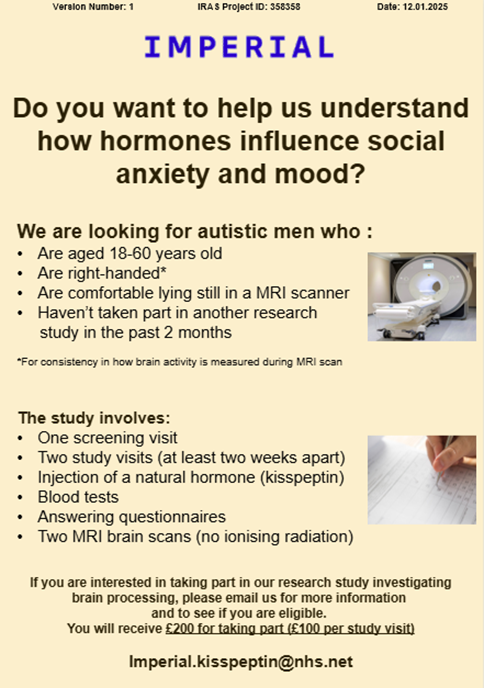 Version Number: 1 IRAS Project ID: 358358 Date: 12.01.2025
IMPERIAL
Do you want to help us understand
how hormones influence social
anxiety and mood?
We are looking for autistic men who :
• Are aged 18-60 years old
• Are right-handed*
• Are comfortable lying still in a MRI scanner
• Haven’t taken part in another research
study in the past 2 months
*For consistency in how brain activity is measured during MRI scan
The study involves:
• One screening visit
• Two study visits (at least two weeks apart)
• Injection of a natural hormone (kisspeptin)
• Blood tests
• Answering questionnaires
• Two MRI brain scans (no ionising radiation)
If you are interested in taking part in our research study investigating
brain processing, please email us for more information
and to see if you are eligible.
You will receive £200 for taking part (£100 per study visit)
Imperial.kisspeptin@nhs.net